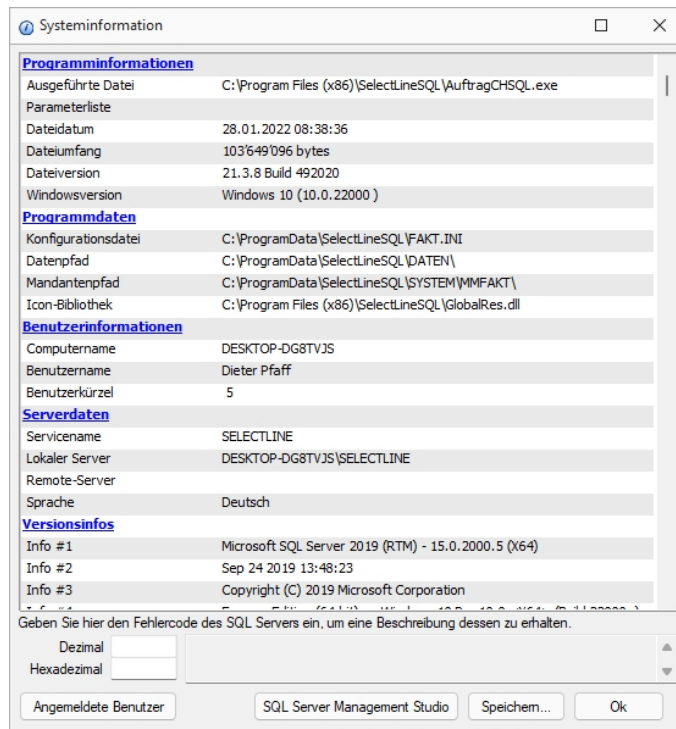 Systeminformation
Programminformationen
Ausgeführte Datei C:\Program Files (x86)\SelectLineSQL\AuftragCHSQL.exe
Parameterliste
Dateidatum 28.01.2022 08:38:36
Dateiumfang 103'649'096 bytes
Dateiversion 21.3.8 Build 492020
Windowsversion Windows 10 (10.0.22000 )
Programmdaten
Konfigurationsdatei C:\ProgramData\SelectLineSQL\FAKT.INI
Datenpfad C:\ProgramData\SelectLineSQL\DATEN\
Mandantenpfad C:\ProgramData\SelectLineSQL\SYSTEM\MMFAKT\
Icon-Bibliothek C:\Program Files (x86)\SelectLineSQL\GlobalRes.dll
Benutzerinformationen
Computername DESKTOP-DG8TVJS
Benutzername Dieter Pfaff
Benutzerkürzel 5
Serverdaten
Servicename SELECTLINE
Lokaler Server DESKTOP-DG8TVJS\SELECTLINE
Remote-Server
Sprache Deutsch
Versionsinfos
Info #1 Microsoft SQL Server 2019 (RTM) - 15.0.2000.5 (X64)
Info #2 Sep 24 2019 13:48:23
Info #3 Copyright (C) 2019 Microsoft Corporation
Geben Sie hier den Fehlercode des SQL Servers ein, um eine Beschreibung dessen zu erhalten.
Dezimal
Hexadezimal
Angemeldete Benutzer SQL Server Management Studio Speichern... Ok